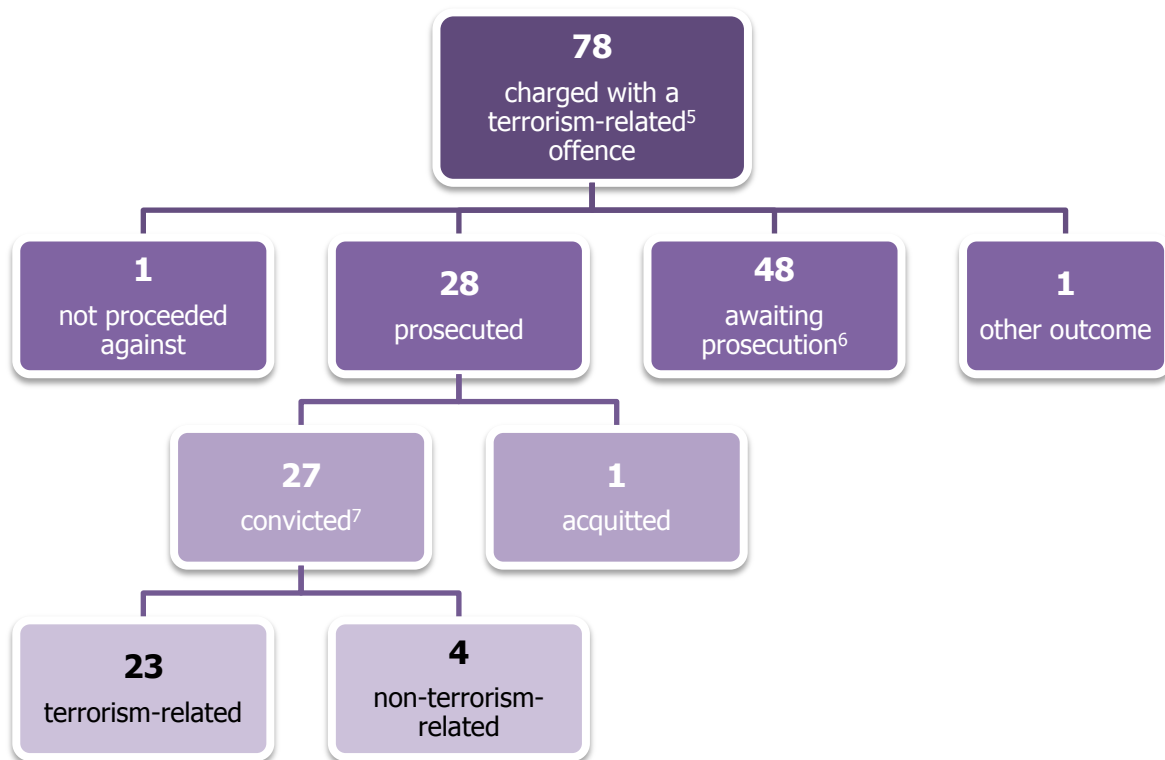 78
charged with a
terrorism-related5
offence
1
not proceeded
against
28
prosecuted
48
awaiting
prosecution6
1
other outcome
27
convicted7
1
acquitted
23
terrorism-related
4
non-terrorism-
related